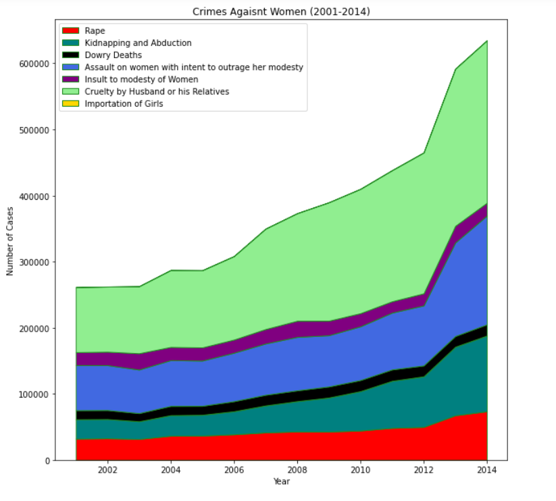 Crimes Agaisnt Women (2001-2014)
Rape
Kidnapping and Abduction
Dowry Deaths
Assault on women with intent to outrage her modesty
Insult to modesty of Women
Cruelty by Husband or his Relatives
Importation of Girls
600000
500000
400000
300000
200000
100000
0
Number of Cases
2002 2004 2006 2008 2010 2012 2014
Year